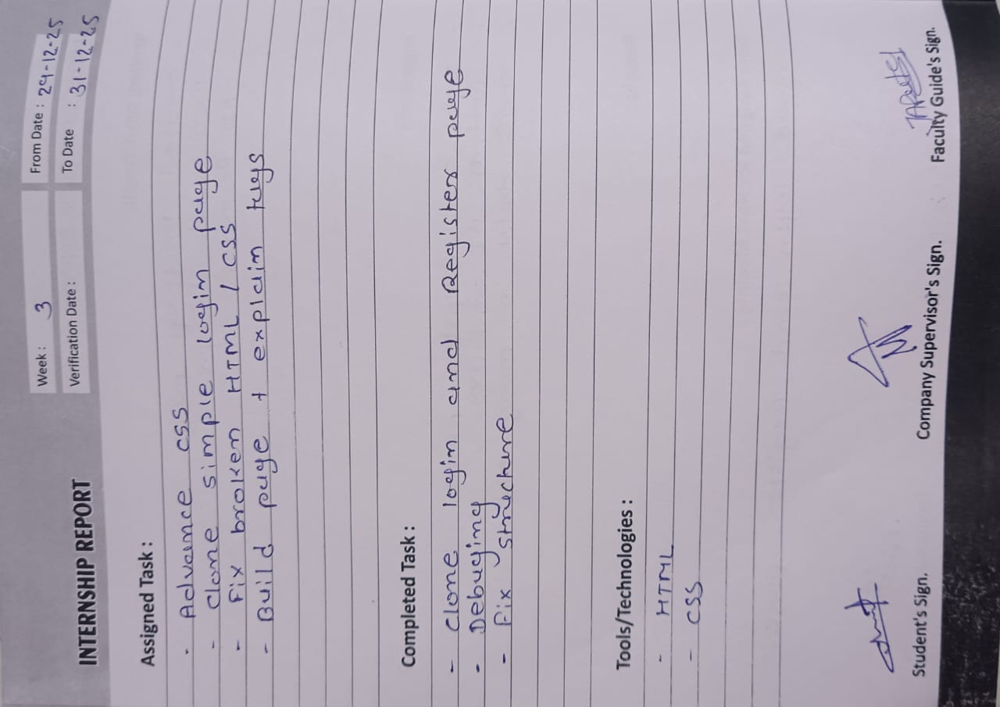 INTERNSHIP REPORT
Week : 3
From Date : 29-12-25
Verification Date :
To Date : 31-12-25
Assigned Task :
- Advance CSS
- Clone simple login page
- Fix broken HTML / CSS
- Build page + explain tags
Completed Task :
- Clone login and Register page
- Debuging
- Fix structure
Tools/Technologies :
- HTML
- CSS
Student's Sign.
Company Supervisor's Sign.
Faculty Guide's Sign.